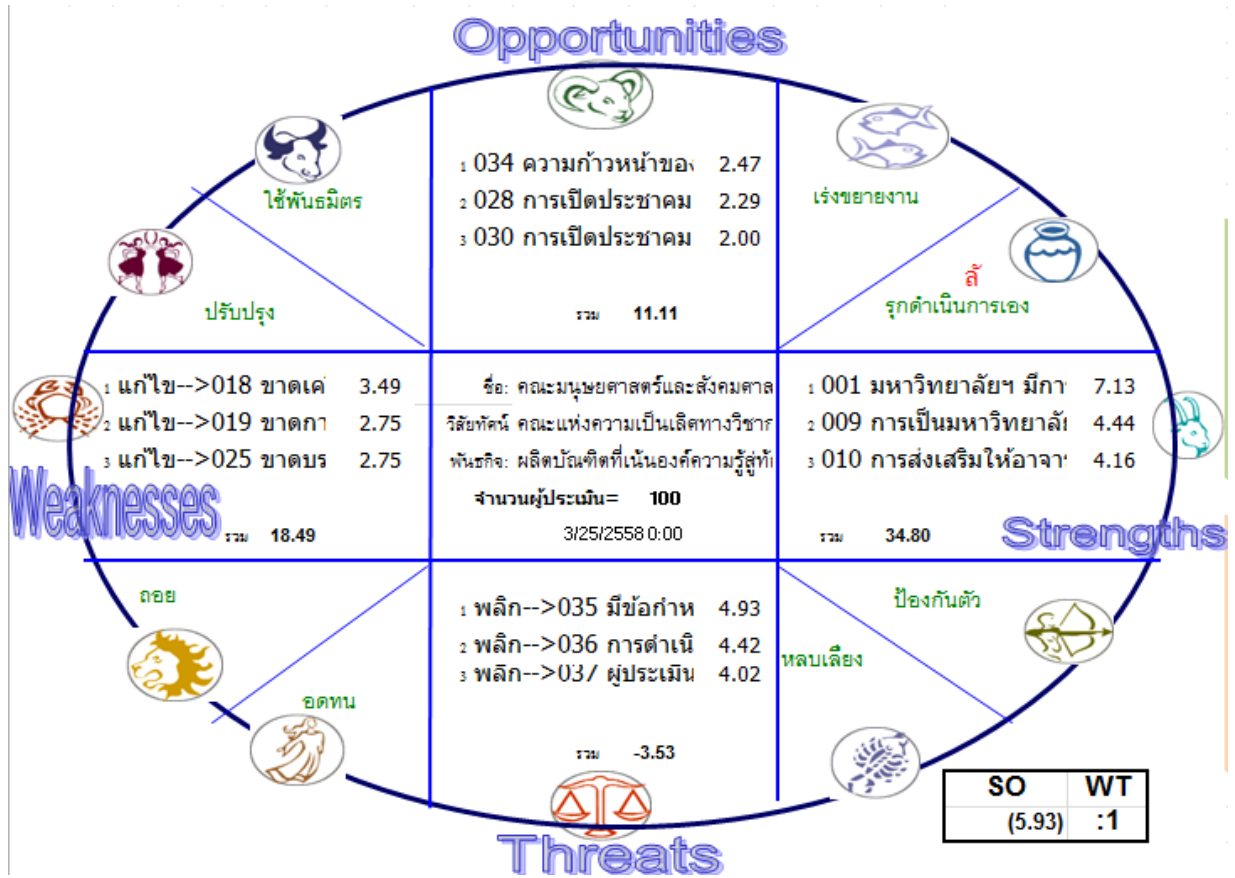 Opportunities
1 034 ความก้าวหน้าของ 2.47
2 028 การเปิดประชาคม 2.29
3 030 การเปิดประชาคม 2.00
รวม 11.11
ใช้พันธมิตร
ปรับปรุง
เร่งขยายงาน
ลั้
รุกดำเนินการเอง
1 แก้ไข-->018 ขาดเค 3.49
2 แก้ไข-->019 ขาดกา 2.75
3 แก้ไข-->025 ขาดบร 2.75
Weaknesses
รวม 18.49
ชื่อ: คณะมนุษยศาสตร์และสังคมศาส
วิสัยทัศน์ คณะแห่งความเป็นเลิศทางวิชาก
พันธกิจ: ผลิตบัณฑิตที่เน้นองค์ความรู้สู่ท้
จำนวนผู้ประเมิน= 100
3/25/2558 0:00
1 001 มหาวิทยาลัยฯ มีกา 7.13
2 009 การเป็นมหาวิทยาลั 4.44
3 010 การส่งเสริมให้อาจา 4.16
รวม 34.80
Strengths
ถอย
อดทน
1 พลิก-->035 มีข้อกำห 4.93
2 พลิก-->036 การดำเนิ 4.42
3 พลิก-->037 ผู้ประเมิน 4.02
รวม -3.53
ป้องกันตัว
หลบเลี่ยง
Threats
SO WT
(5.93) :1